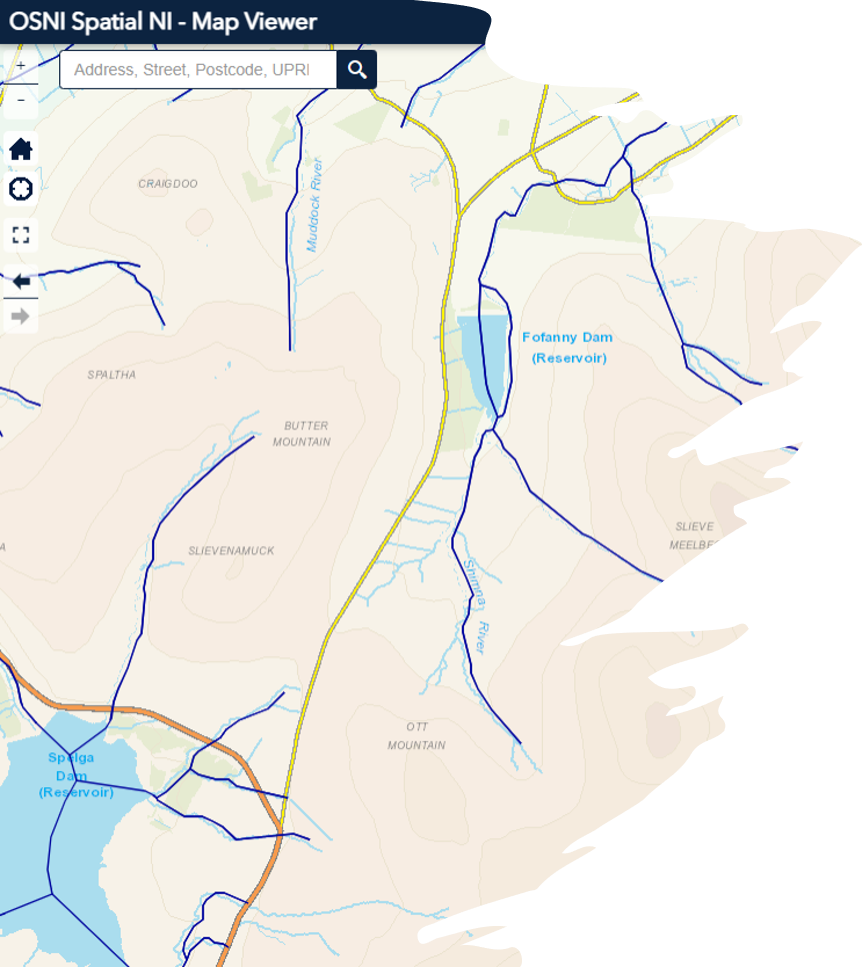 OSNI Spatial NI - Map Viewer
+
Address, Street, Postcode, UPRI
-
CRAIGDOO
Muddock River
Fofanny Dam
(Reservoir)
SPALTHA
BUTTER
MOUNTAIN
SLIEVE
MEELBE
A
SLIEVENAMUCK
Shimna River
OTT
MOUNTAIN
Spelga
Dam
(Reservoir)